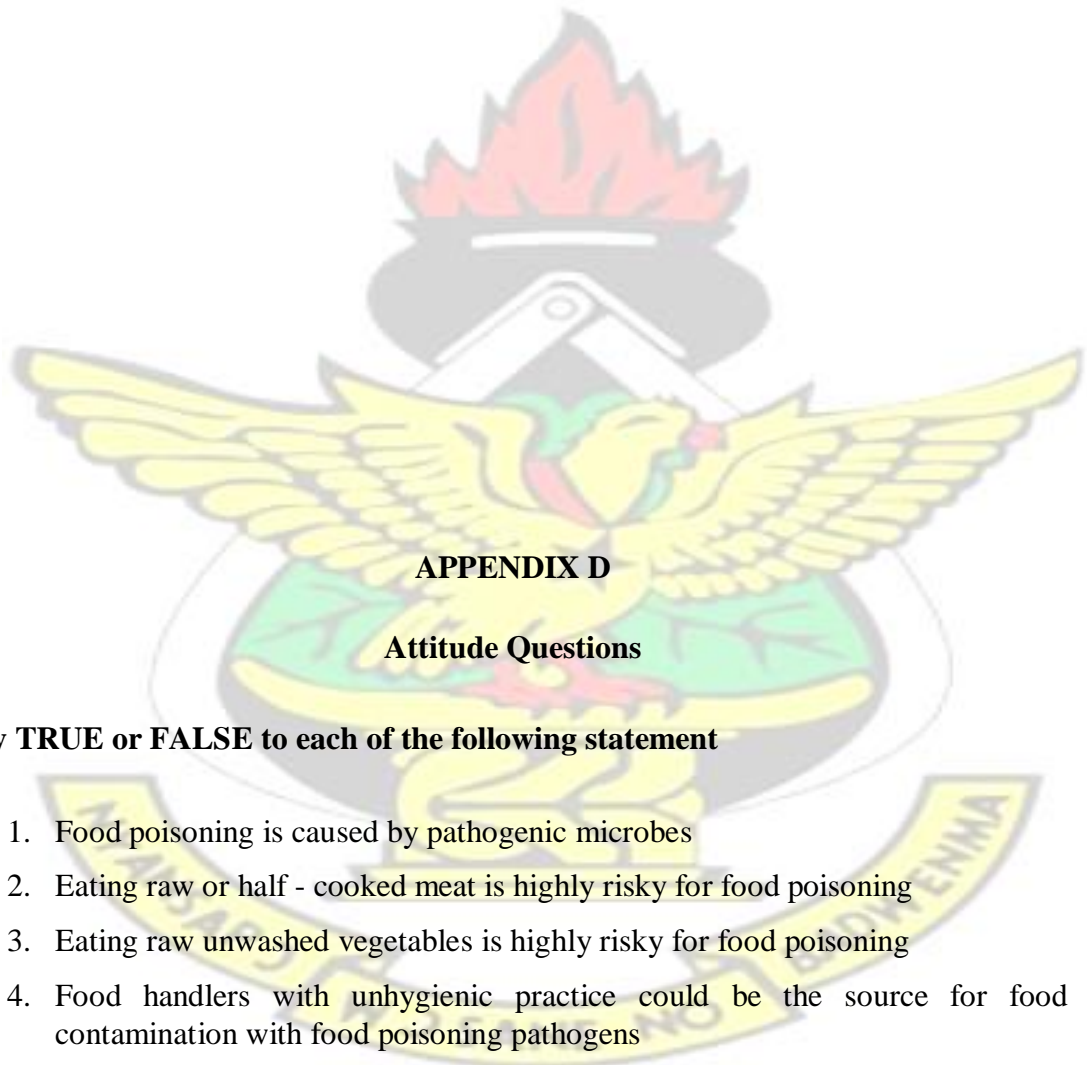 APPENDIX D
Attitude Questions
y TRUE or FALSE to each of the following statement
1. Food poisoning is caused by pathogenic microbes
2. Eating raw or half - cooked meat is highly risky for food poisoning
3. Eating raw unwashed vegetables is highly risky for food poisoning
4. Food handlers with unhygienic practice could be the source for food
contamination with food poisoning pathogens
NYANSAPO
BADWENMA